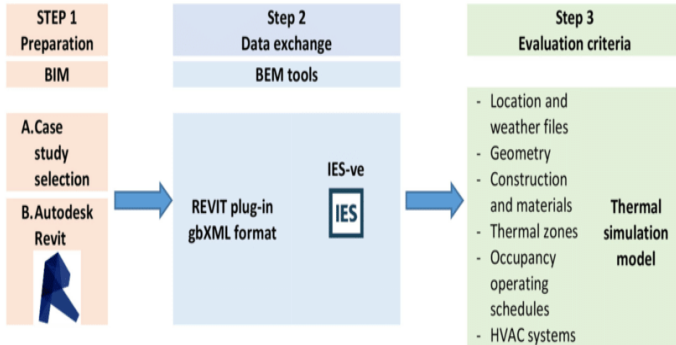 STEP 1
Preparation
BIM
A.Case
study
selection
B.Autodesk
Revit
Step 2
Data exchange
BEM tools
REVIT plug-in
gbXML format
IES-ve
IES
Step 3
Evaluation criteria
- Location and
weather files
- Geometry
- Construction
and materials
- Thermal zones
- Occupancy
operating
schedules
- HVAC systems
Thermal
simulation
model